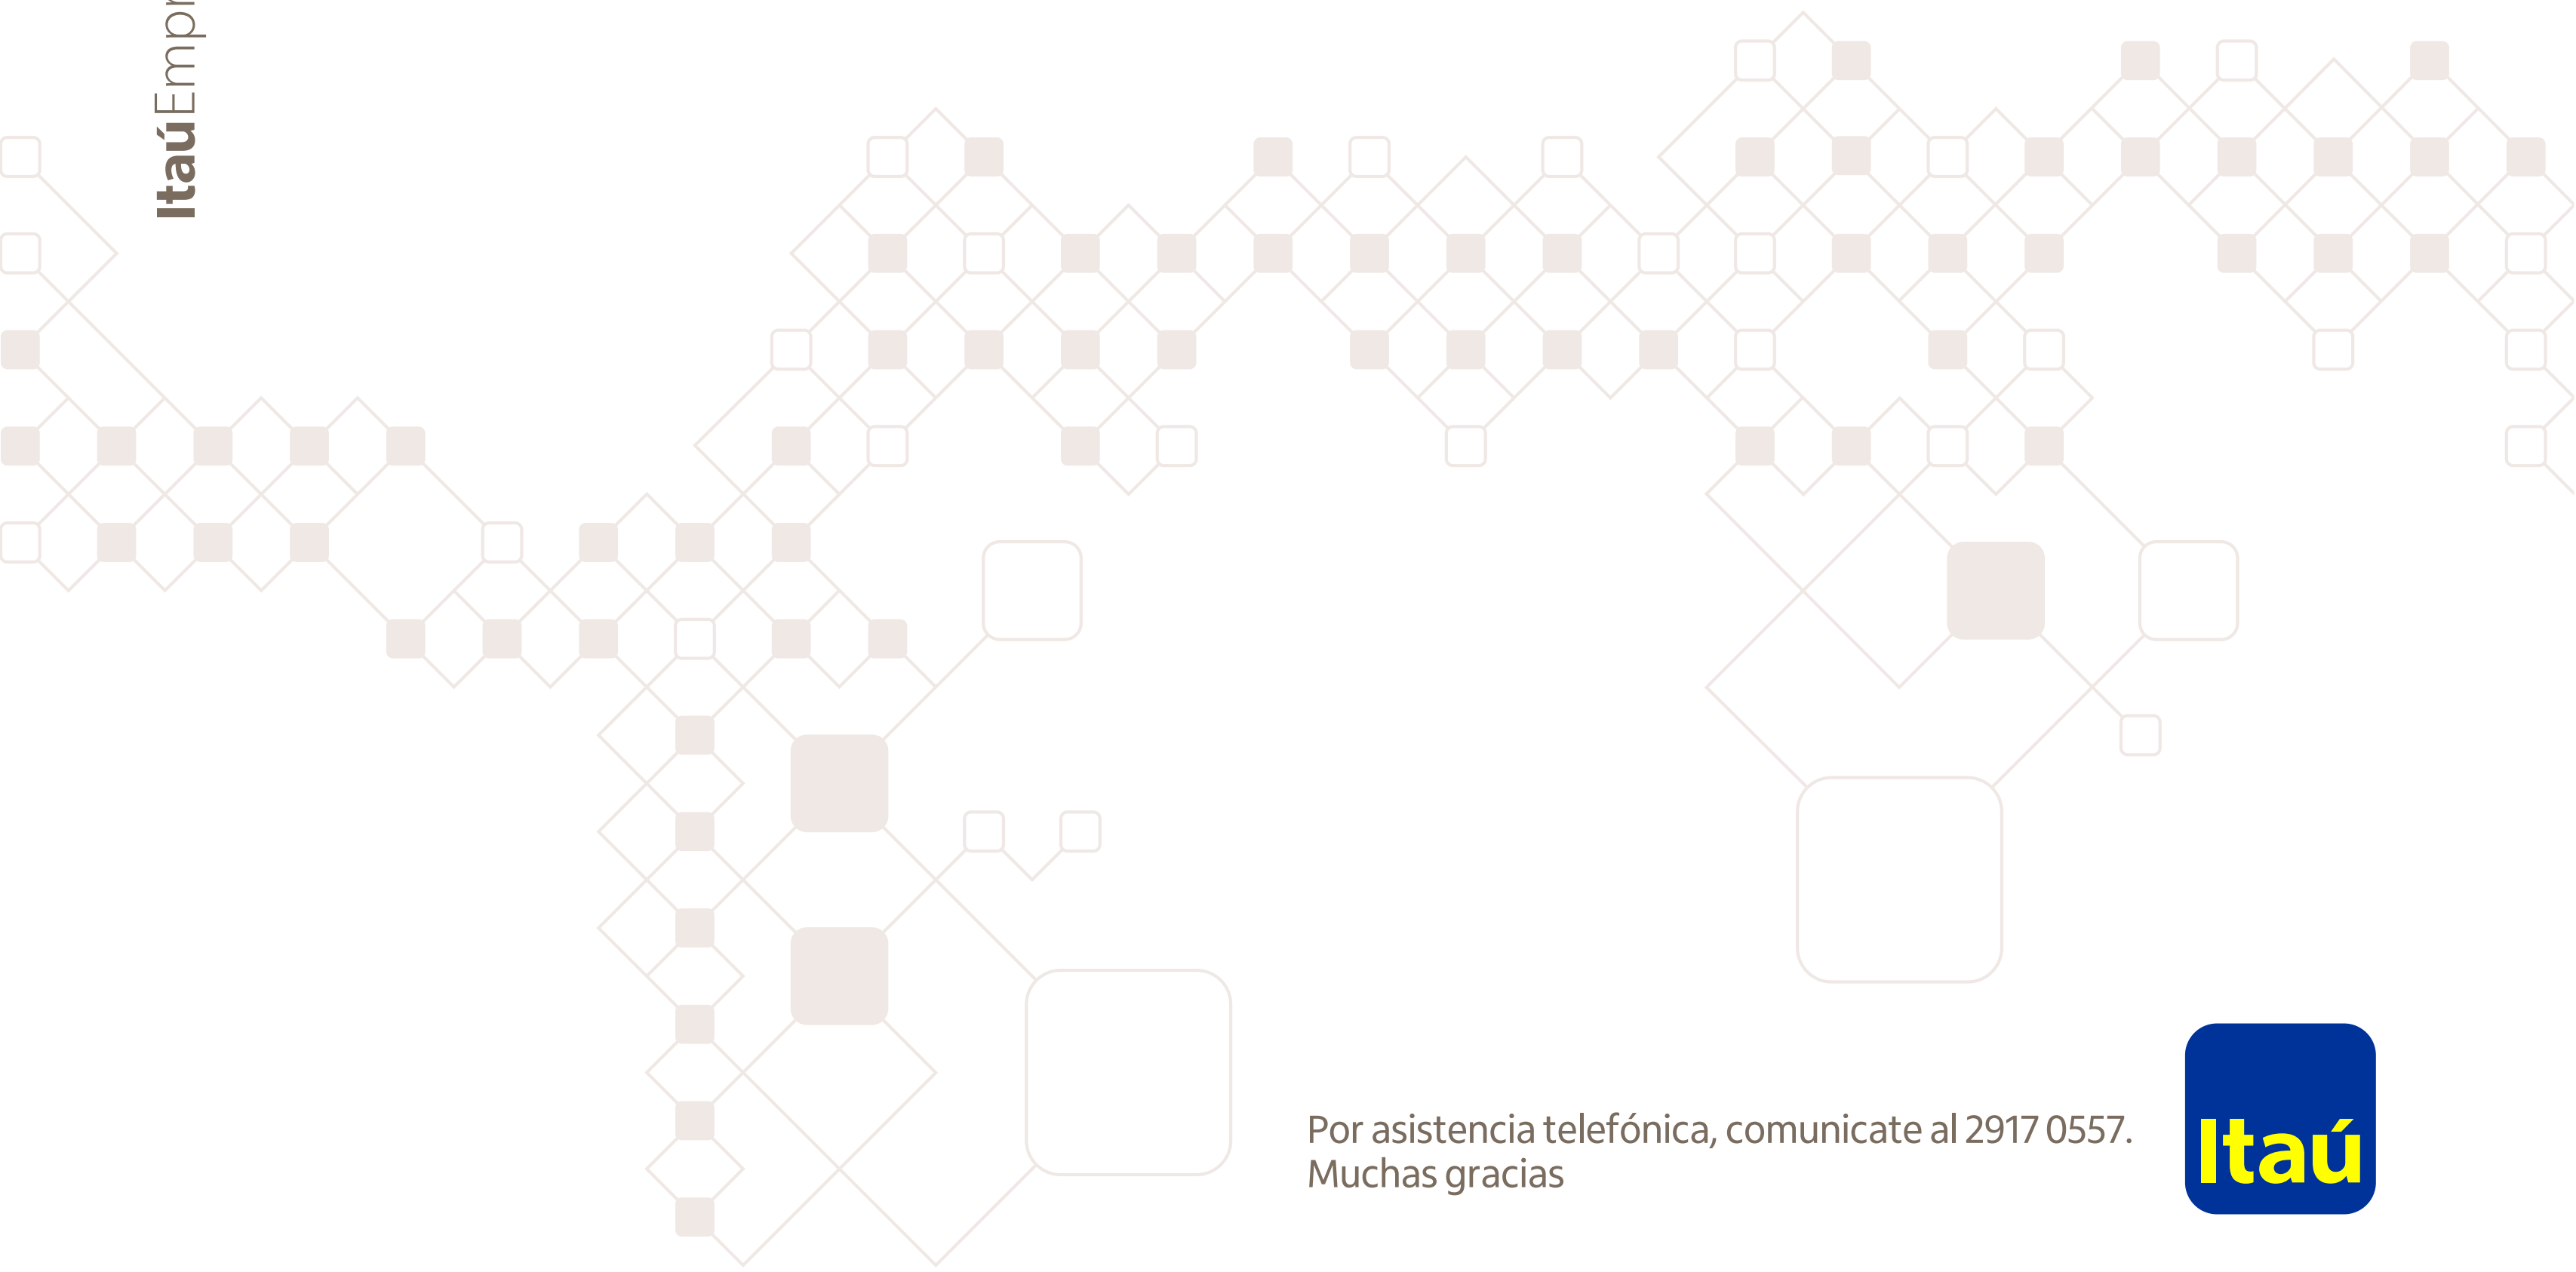 ItaúEmpr
Por asistencia telefónica, comunicate al 2917 0557.
Muchas gracias
Itaú